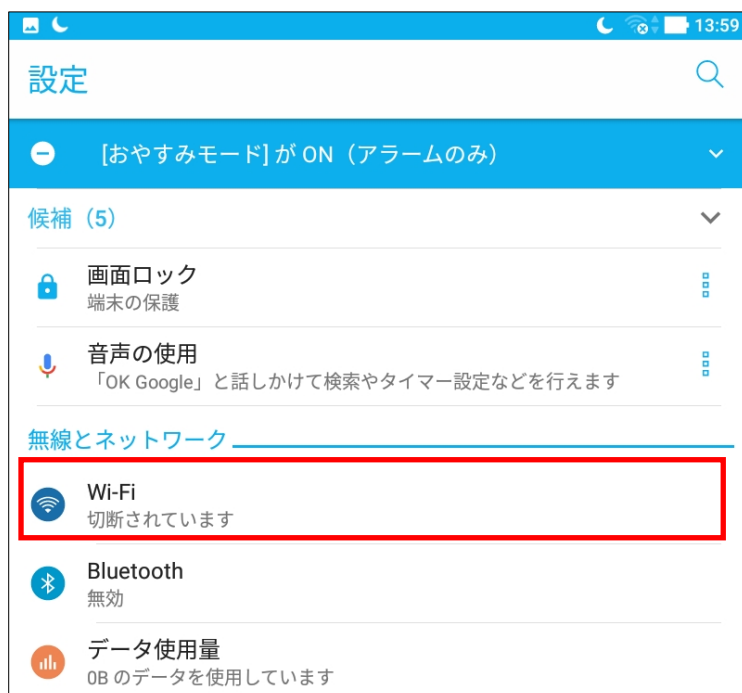 13:59
設定
[おやすみモード] が ON（アラームのみ）
候補（5）
画面ロック
端末の保護
音声の使用
「OK Google」と話しかけて検索やタイマー設定などを行えます
無線とネットワーク
Wi-Fi
切断されています
Bluetooth
無効
データ使用量
0B のデータを使用しています